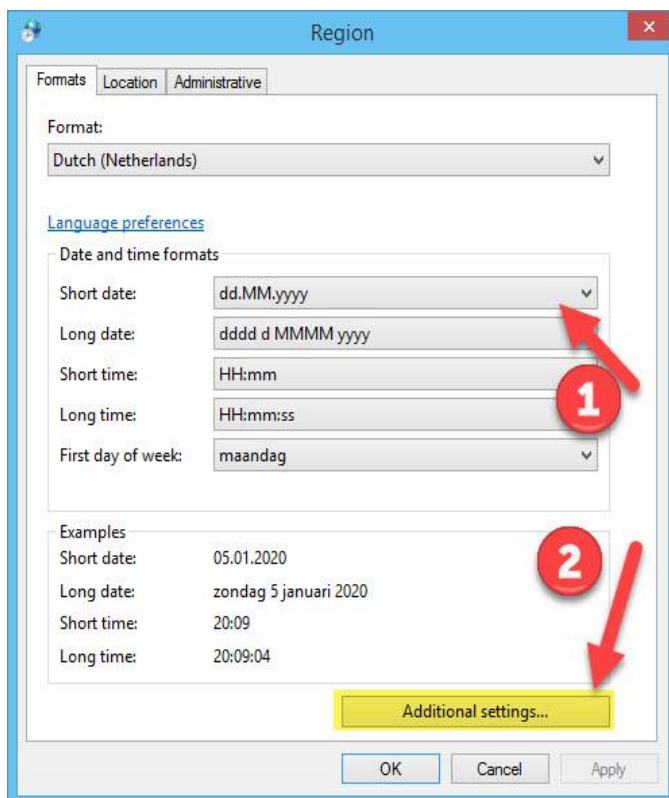 Region
Formats Location Administrative
Format:
Dutch (Netherlands)
Language preferences
Date and time formats
Short date: dd.MM.yyyy
Long date: dddd d MMMM yyyy
Short time: HH:mm
1
Long time: HH:mm:ss
First day of week: maandag
Examples
2
Short date: 05.01.2020
Long date: zondag 5 januari 2020
Short time: 20:09
Long time: 20:09:04
Additional settings...
OK Cancel Apply